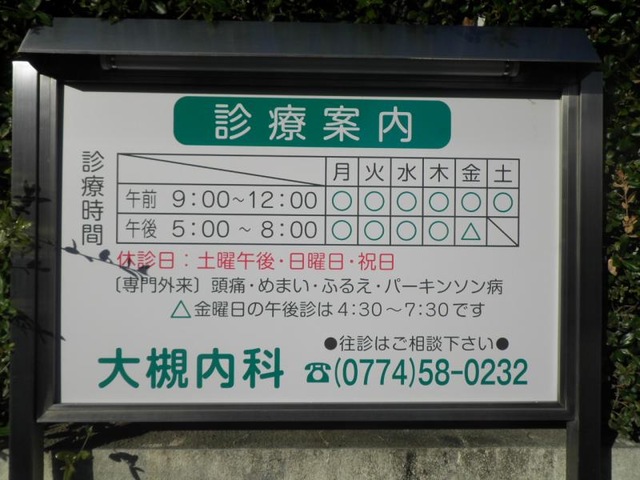 診療案内
診療時間
月 火 水 木 金 土
午前 9:00~12:00 ○ ○ ○ ○ ○ ○
午後 5:00~8:00 ○ ○ ○ ○ △
休診日：土曜午後・日曜日・祝日
〔専門外来〕頭痛・めまい・ふるえ・パーキンソン病
△金曜日の午後診は4:30~7:30です
●往診はご相談下さい●
大槻内科 ☎(0774)58-0232